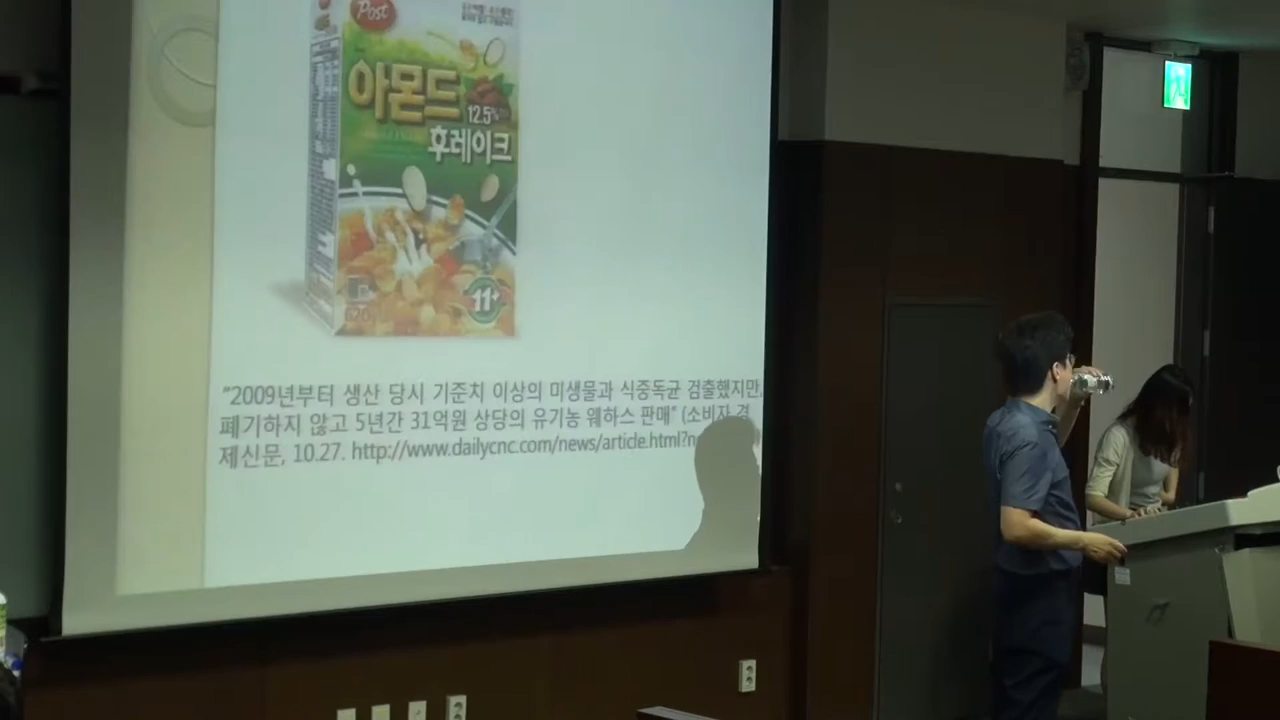 Post
아몬드
12.5%
후레이크
11+
620
"2009년부터 생산 당시 기준치 이상의 미생물과 식중독균 검출했지만,
폐기하지 않고 5년간 31억원 상당의 유기농 웨하스 판매" (소비자 경
제신문, 10.27. http://www.dailycnc.com/news/article.html?n